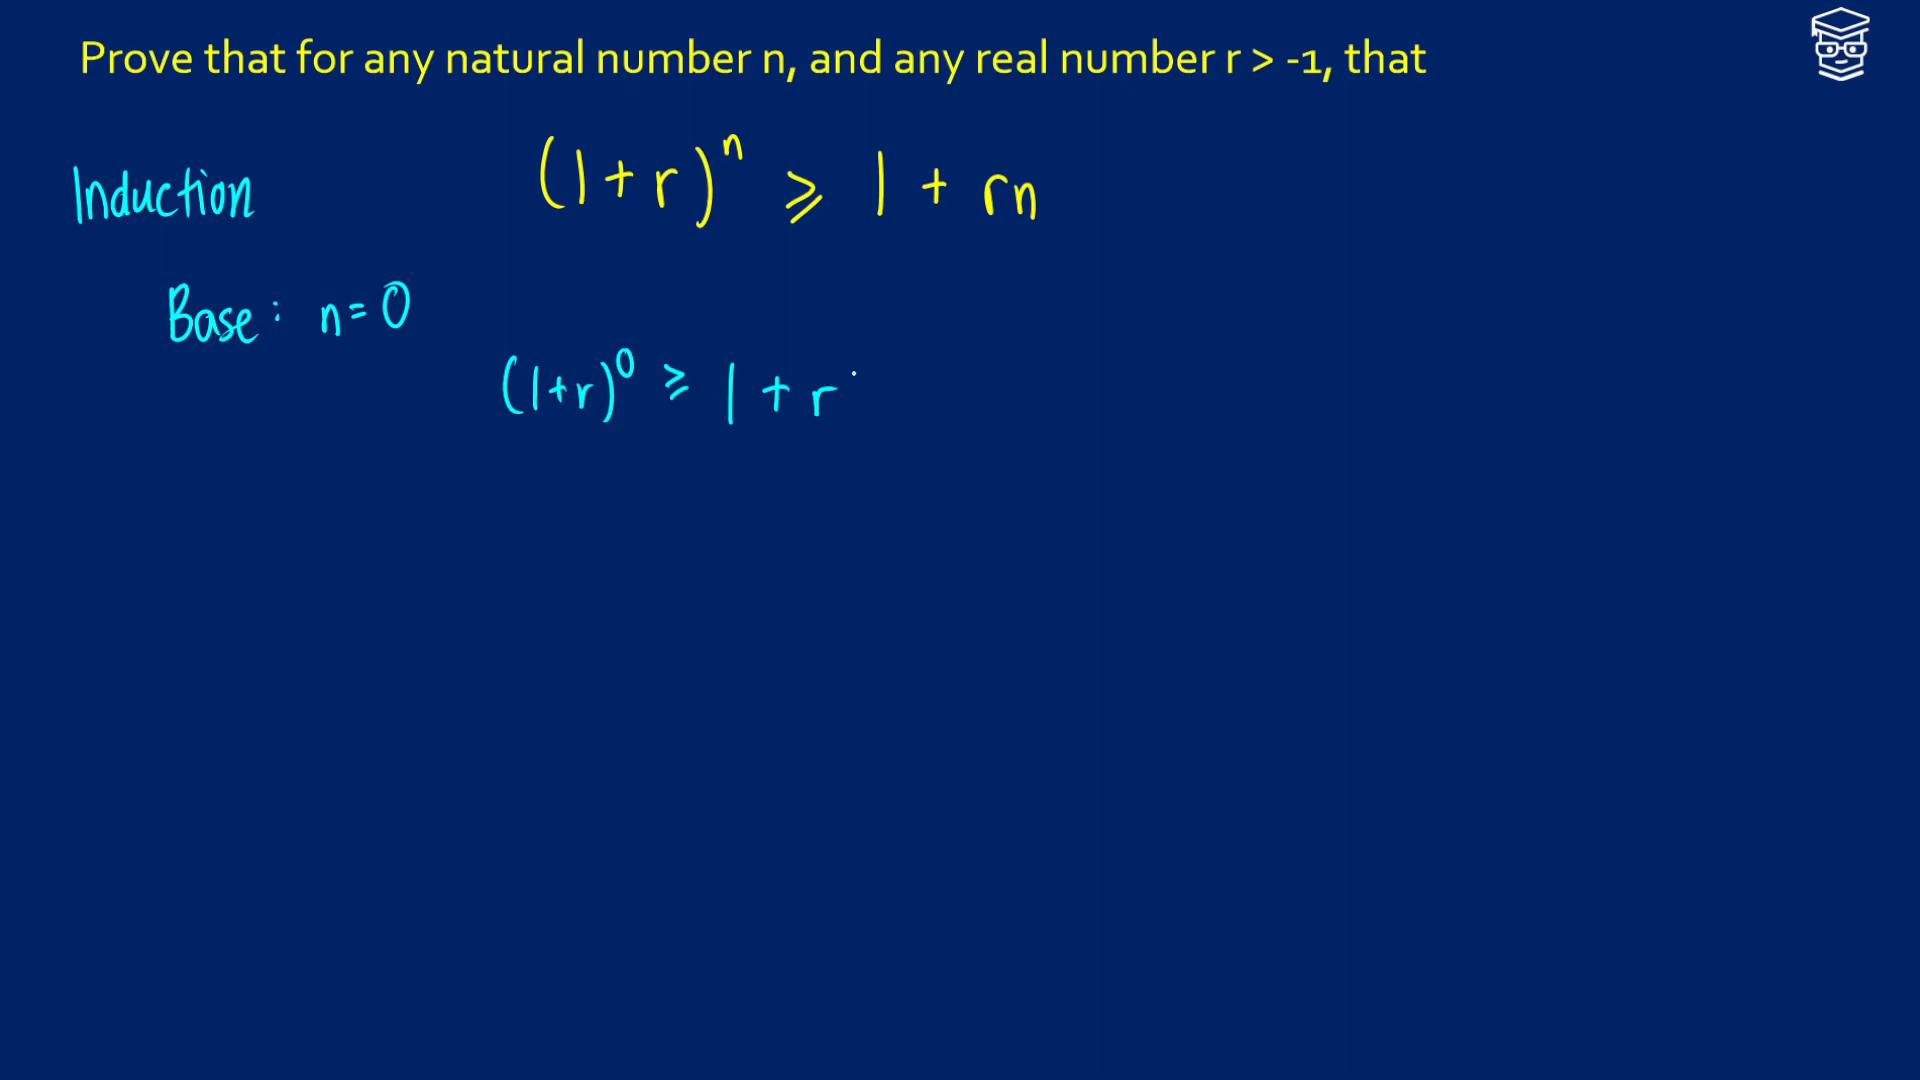 Prove that for any natural number n, and any real number r > -1, that
(1+r)ⁿ ⩾ 1 + rn
Induction
Base: n=0
(1+r)⁰ ⩾ 1 + r